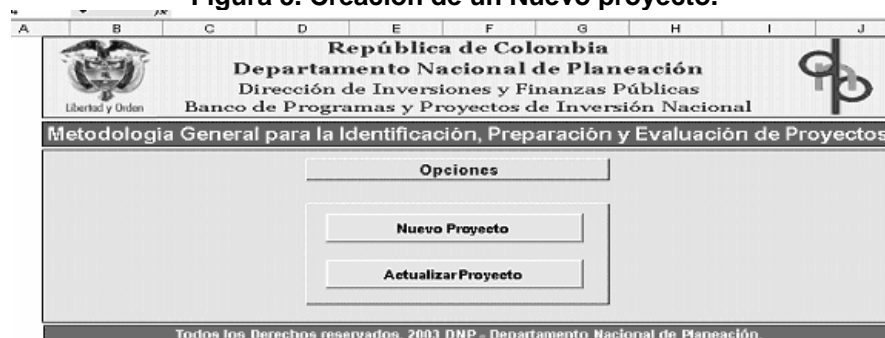 Figura 3. Creación de un Nuevo proyecto.
A B C D E F G H I J
República de Colombia
Departamento Nacional de Planeación
Dirección de Inversiones y Finanzas Públicas
Libertad y Orden
Banco de Programas y Proyectos de Inversión Nacional
Metodología General para la Identificación, Preparación y Evaluación de Proyectos
Opciones
Nuevo Proyecto
Actualizar Proyecto
Todos los Derechos reservados. 2003 DNP - Departamento Nacional de Planeación.